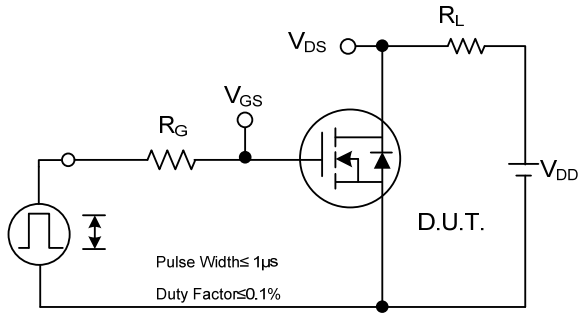 R_L
V_DS
V_GS
R_G
V_DD
D.U.T.
Pulse Width≤ 1μs
Duty Factor≤0.1%